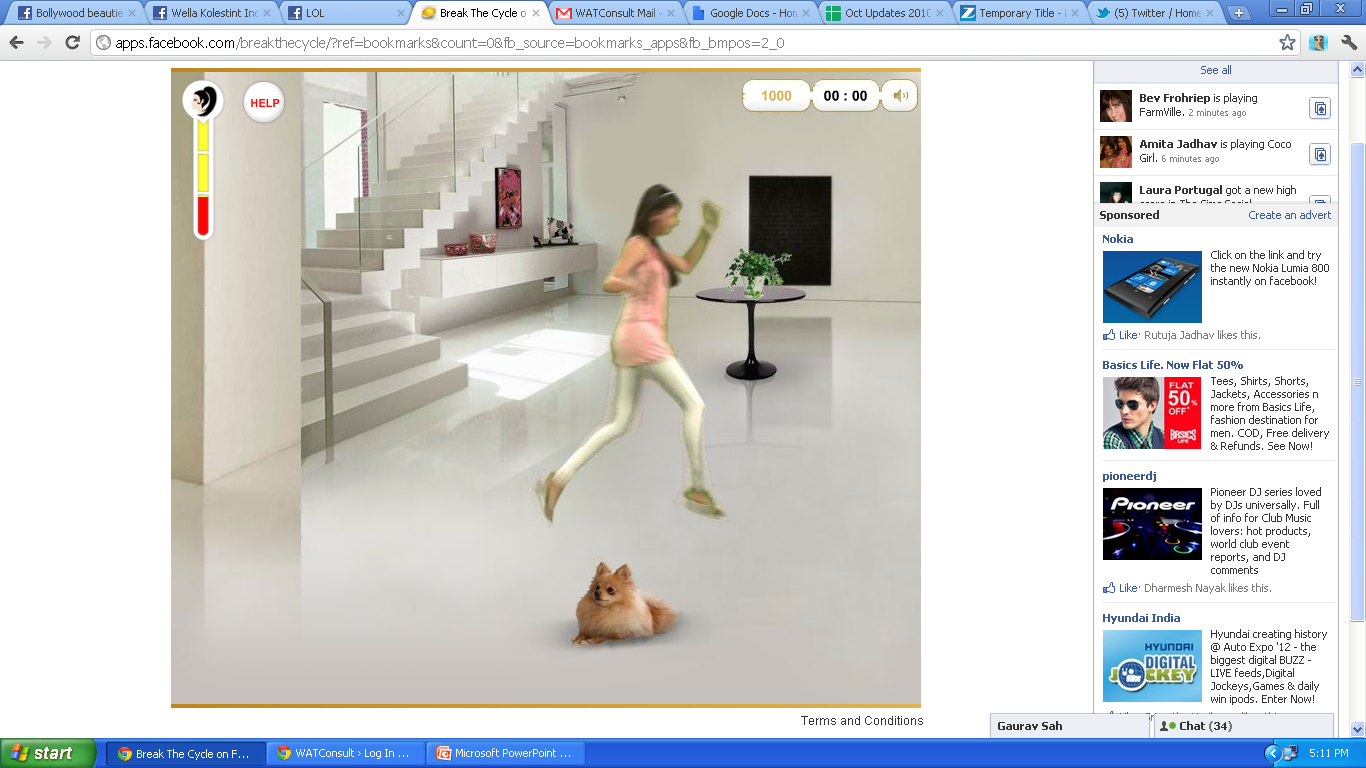 Bollywood beautie
Wella Kolestint Inc
LOL
Break The Cycle o
WATConsult Mail -
Google Docs - Hom
Oct Updates 2010
Temporary Title -
(5) Twitter / Home
apps.facebook.com/breakthecycle/?ref=bookmarks&count=0&fb_source=bookmarks_apps&fb_bmpos=2_0
HELP
1000
00 : 00
See all
Bev Frohriep is playing
FarmVille. 2 minutes ago
Amita Jadhav is playing Coco
Girl. 6 minutes ago
Laura Portugal got a new high
score in The Sims Social.
Sponsored
Create an advert
Nokia
Click on the link and try
the new Nokia Lumia 800
instantly on facebook!
Like · Rutuja Jadhav likes this.
Basics Life. Now Flat 50%
FLAT
50%
OFF*
BASICS
LIFE
Tees, Shirts, Shorts,
Jackets, Accessories n
more from Basics Life,
fashion destination for
men. COD, Free delivery
& Refunds. See Now!
pioneerdj
Pioneer
Pioneer DJ series loved
by DJs universally. Full
of info for Club Music
lovers: hot products,
world club event
reports, and DJ
comments
Like · Dharmesh Nayak likes this.
Hyundai India
HYUNDAI
DIGITAL
JOCKEY
Hyundai creating history
@ Auto Expo '12 - the
biggest digital BUZZ -
LIVE feeds,Digital
Jockeys,Games & daily
win ipods. Enter Now!
Terms and Conditions
Gaurav Sah
Chat (34)
start
Break The Cycle on F...
WATConsult › Log In ...
Microsoft PowerPoint ...
5:11 PM